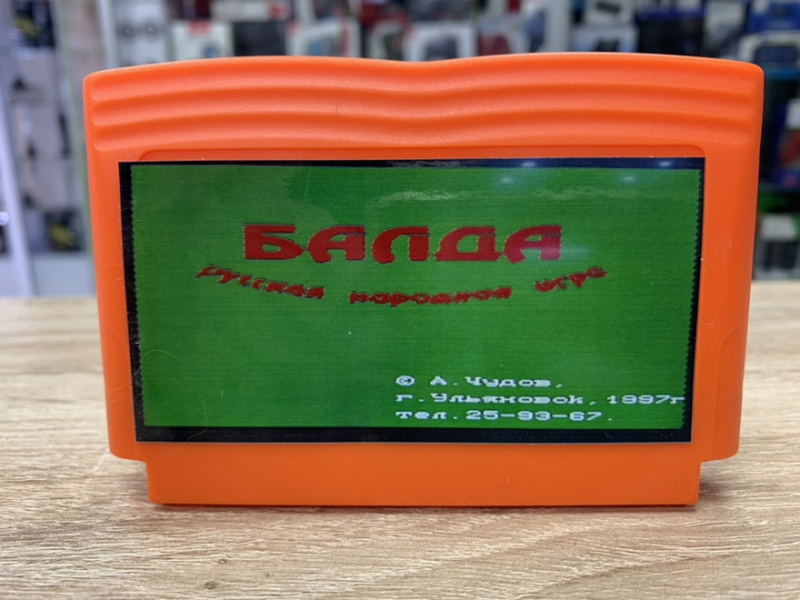 БАЛДА
русская народная игра
© А.Чудов,
г.Ульяновск, 1997г
тел.25-93-67.